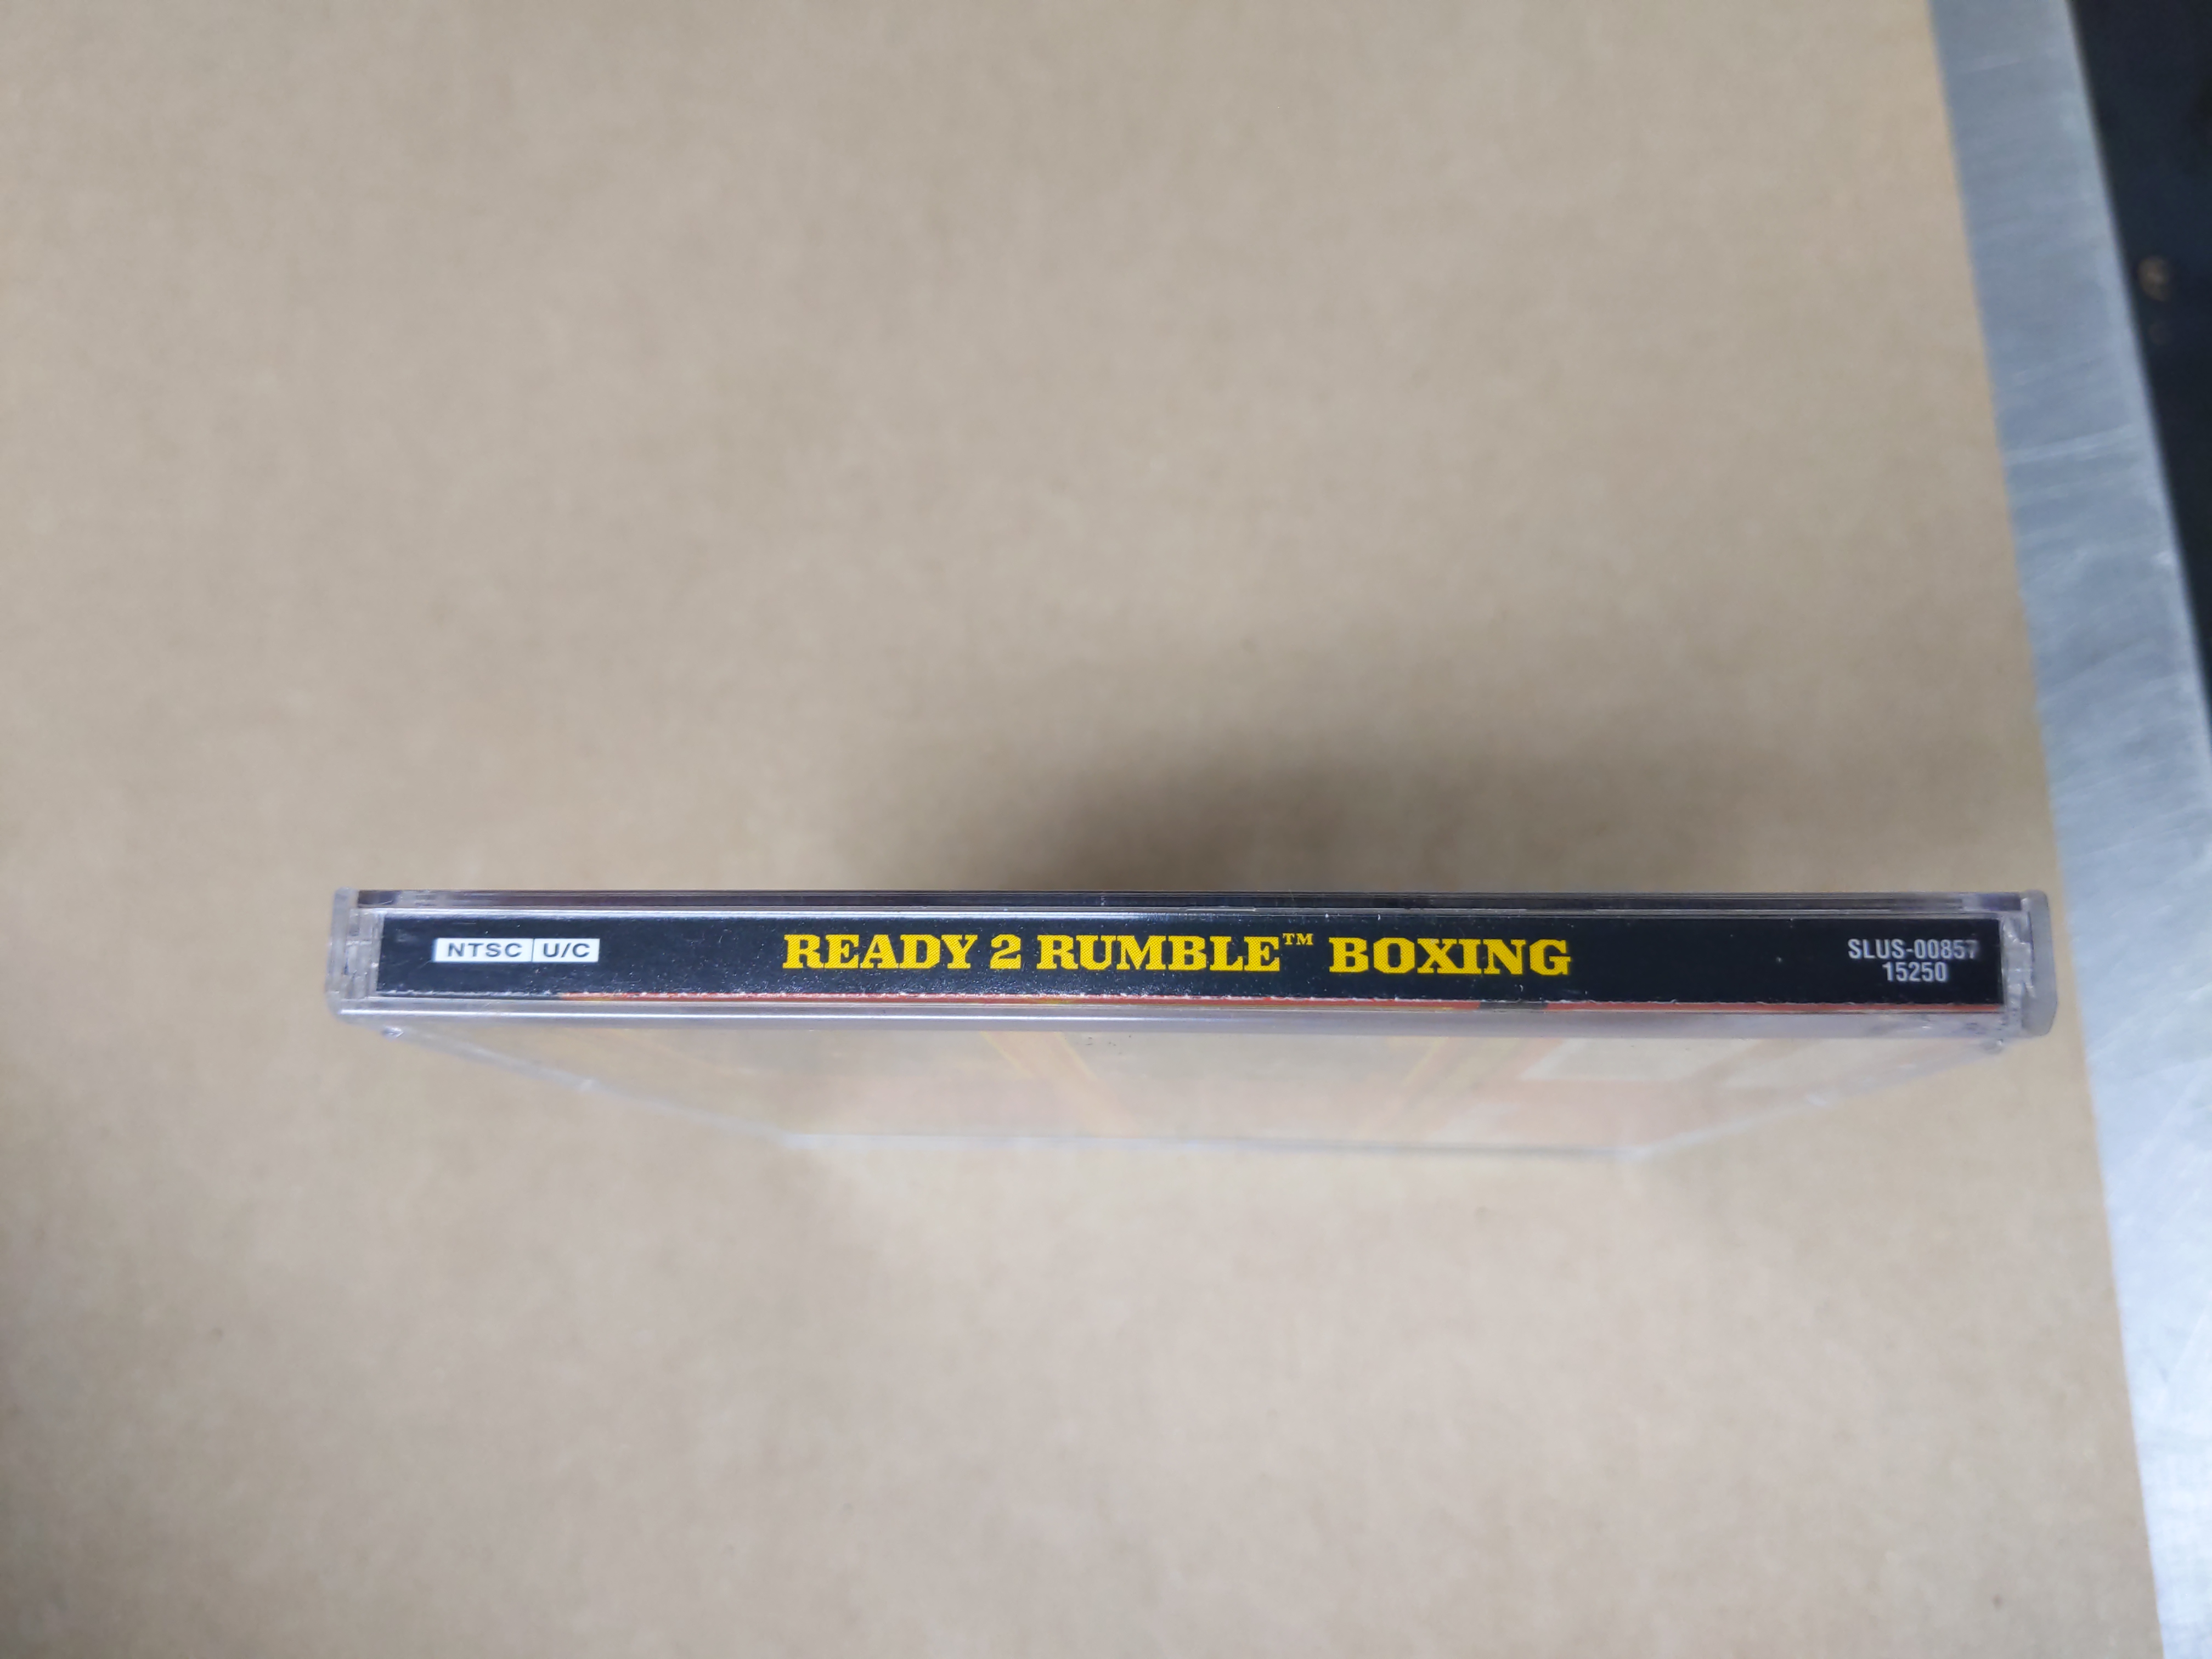 NTSC U/C
READY 2 RUMBLE™ BOXING
SLUS-00857
15250